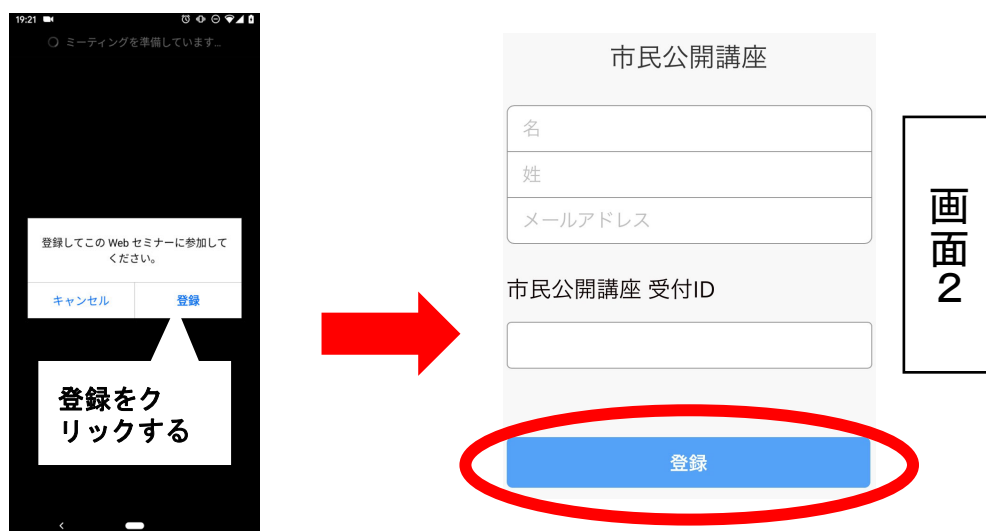 19:21
ミーティングを準備しています...
登録してこの Web セミナーに参加して
ください。
キャンセル
登録
登録をク
リックする
市民公開講座
名
姓
メールアドレス
市民公開講座 受付ID
登録
画面2